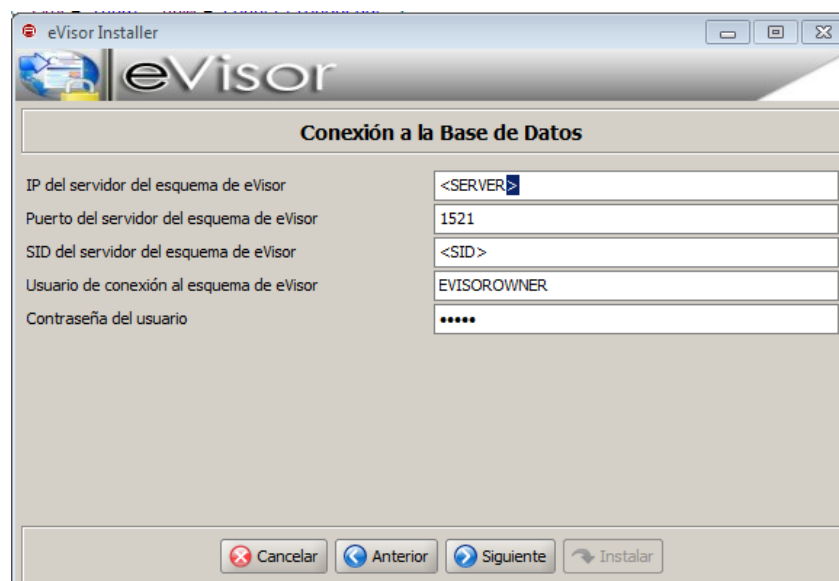 eVisor Installer
eVisor
Conexión a la Base de Datos
IP del servidor del esquema de eVisor
<SERVER>
Puerto del servidor del esquema de eVisor
1521
SID del servidor del esquema de eVisor
<SID>
Usuario de conexión al esquema de eVisor
EVISOROWNER
Contraseña del usuario
•••••
Cancelar
Anterior
Siguiente
Instalar